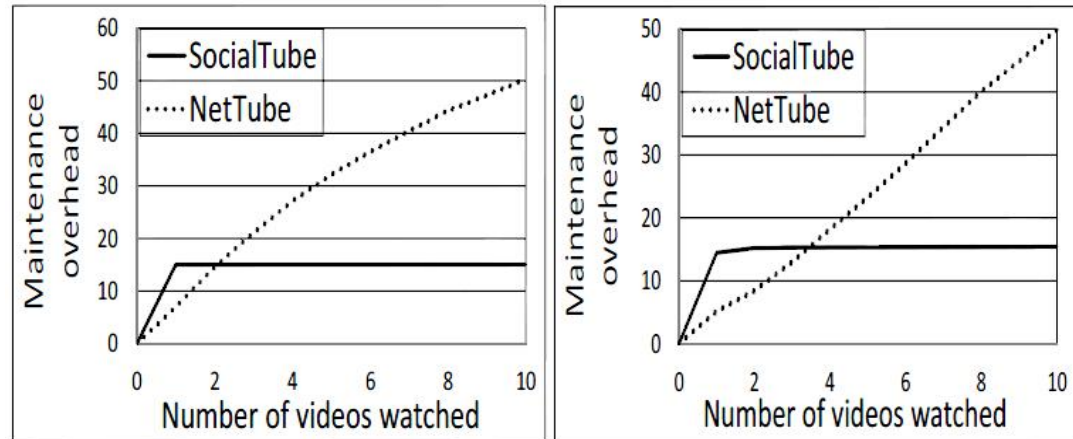 60
50
40
30
20
10
0
Maintenance
overhead
SocialTube
NetTube
0 2 4 6 8 10
Number of videos watched
50
40
30
20
10
0
Maintenance
overhead
SocialTube
NetTube
0 2 4 6 8 10
Number of videos watched